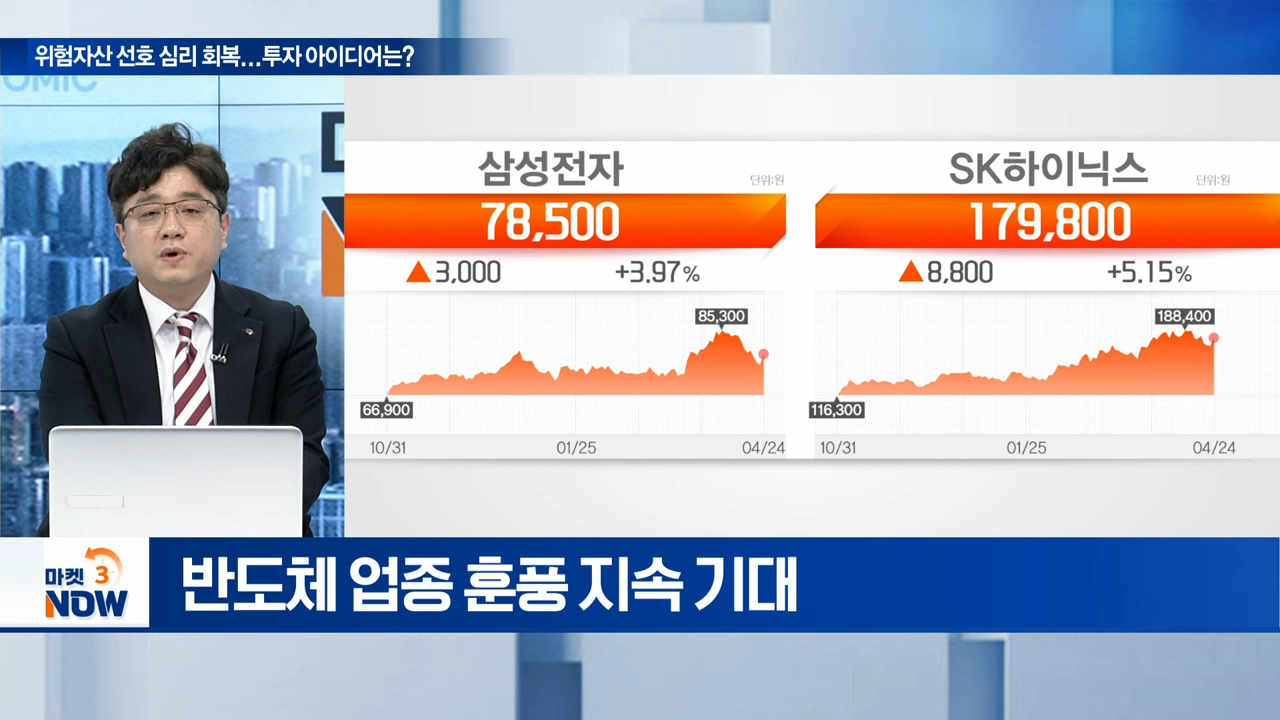 위험자산 선호 심리 회복...투자 아이디어는?
OMIC
삼성전자
단위:원
78,500
▲3,000 +3.97%
85,300
66,900
10/31 01/25 04/24
SK하이닉스
단위:원
179,800
▲8,800 +5.15%
188,400
116,300
10/31 01/25 04/24
마켓 3
NOW
반도체 업종 훈풍 지속 기대